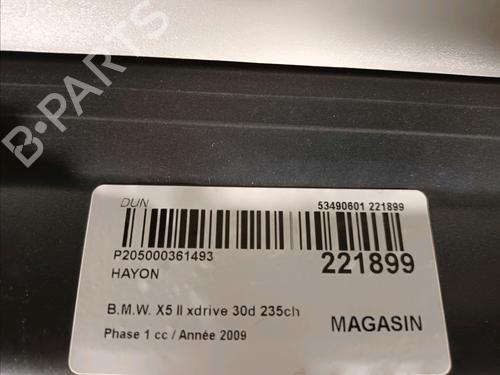 B-PARTS
DUN
53490601 221899
P205000361493
221899
HAYON
B.M.W. X5 II xdrive 30d 235ch
MAGASIN
Phase 1 cc / Année 2009